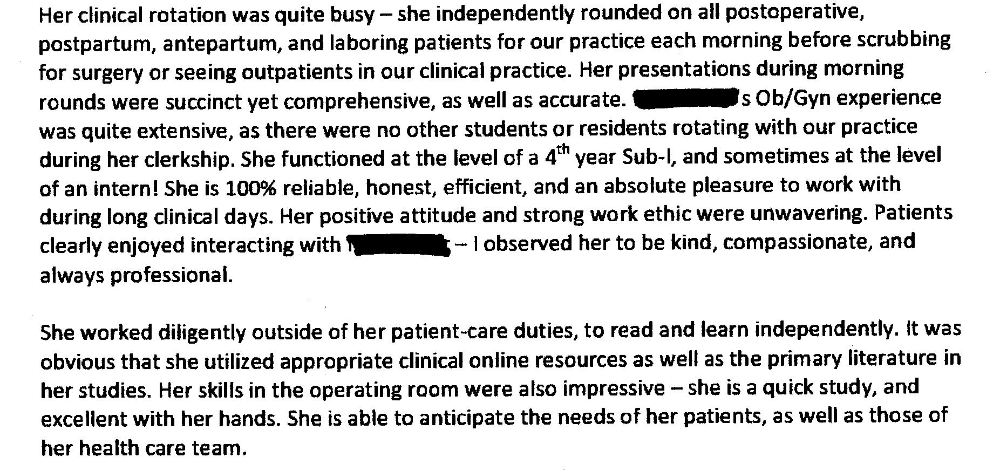 Her clinical rotation was quite busy – she independently rounded on all postoperative,
postpartum, antepartum, and laboring patients for our practice each morning before scrubbing
for surgery or seeing outpatients in our clinical practice. Her presentations during morning
rounds were succinct yet comprehensive, as well as accurate. s Ob/Gyn experience
was quite extensive, as there were no other students or residents rotating with our practice
during her clerkship. She functioned at the level of a 4th year Sub-I, and sometimes at the level
of an intern! She is 100% reliable, honest, efficient, and an absolute pleasure to work with
during long clinical days. Her positive attitude and strong work ethic were unwavering. Patients
clearly enjoyed interacting with – I observed her to be kind, compassionate, and
always professional.
She worked diligently outside of her patient-care duties, to read and learn independently. It was
obvious that she utilized appropriate clinical online resources as well as the primary literature in
her studies. Her skills in the operating room were also impressive – she is a quick study, and
excellent with her hands. She is able to anticipate the needs of her patients, as well as those of
her health care team.